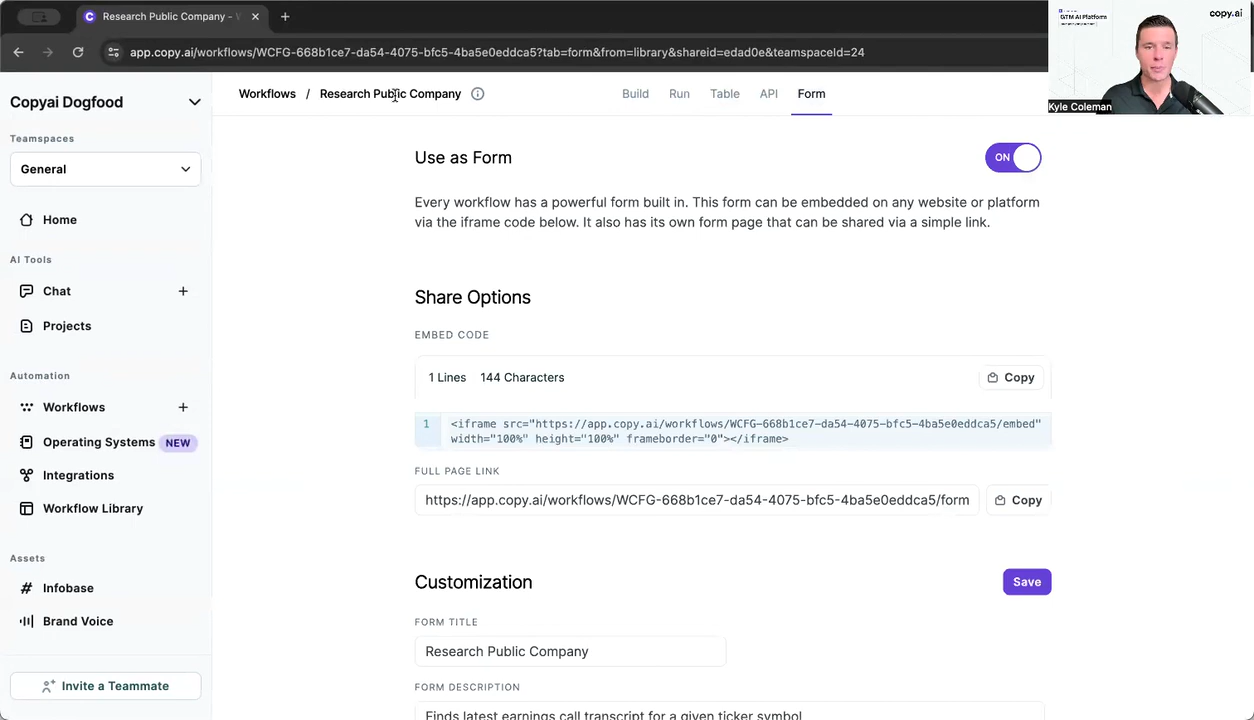 Research Public Company -
app.copy.ai/workflows/WCFG-668b1ce7-da54-4075-bfc5-4ba5e0eddca5?tab=form&from=library&shareid=edad0e&teamspaceId=24
GTM AI Platform
copy.ai
Kyle Coleman
Copyai Dogfood
Teamspaces
General
Home
AI Tools
Chat
Projects
Automation
Workflows
Operating Systems NEW
Integrations
Workflow Library
Assets
Infobase
Brand Voice
Invite a Teammate
Workflows / Research Public Company
Build Run Table API Form
Use as Form
ON
Every workflow has a powerful form built in. This form can be embedded on any website or platform
via the iframe code below. It also has its own form page that can be shared via a simple link.
Share Options
EMBED CODE
1 Lines 144 Characters
Copy
1 <iframe src="https://app.copy.ai/workflows/WCFG-668b1ce7-da54-4075-bfc5-4ba5e0eddca5/embed"
width="100%" height="100%" frameborder="0"></iframe>
FULL PAGE LINK
https://app.copy.ai/workflows/WCFG-668b1ce7-da54-4075-bfc5-4ba5e0eddca5/form
Copy
Customization
Save
FORM TITLE
Research Public Company
FORM DESCRIPTION
Finds latest earnings call transcript for a given ticker symbol